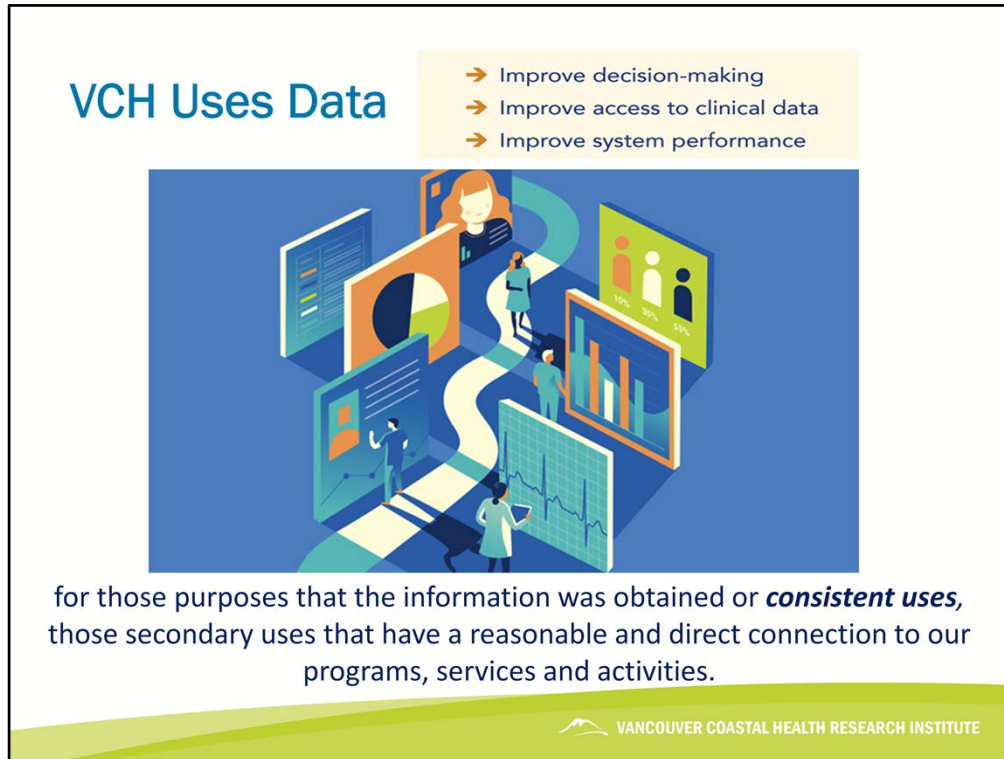 VCH Uses Data
→ Improve decision-making
→ Improve access to clinical data
→ Improve system performance
10% 35% 55%
for those purposes that the information was obtained or consistent uses,
those secondary uses that have a reasonable and direct connection to our
programs, services and activities.
VANCOUVER COASTAL HEALTH RESEARCH INSTITUTE